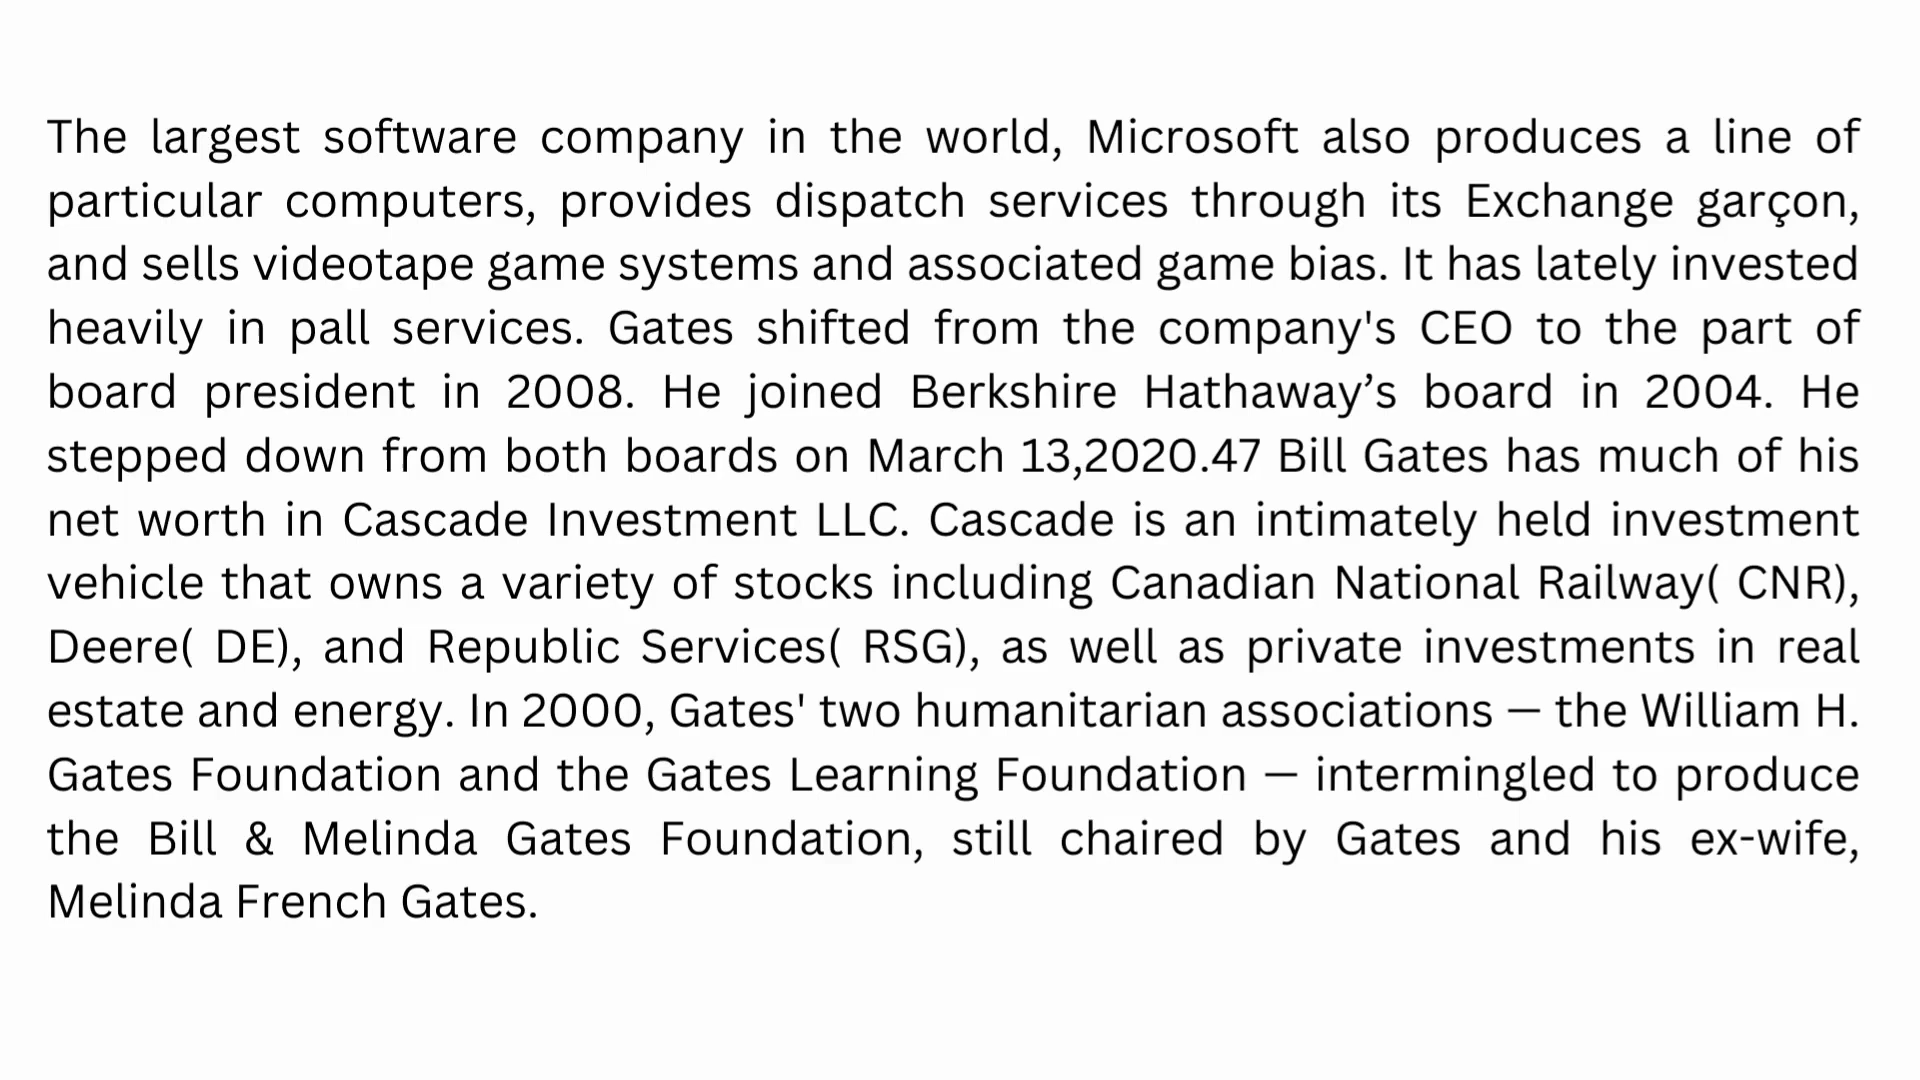 The largest software company in the world, Microsoft also produces a line of
particular computers, provides dispatch services through its Exchange garçon,
and sells videotape game systems and associated game bias. It has lately invested
heavily in pall services. Gates shifted from the company's CEO to the part of
board president in 2008. He joined Berkshire Hathaway’s board in 2004. He
stepped down from both boards on March 13,2020.47 Bill Gates has much of his
net worth in Cascade Investment LLC. Cascade is an intimately held investment
vehicle that owns a variety of stocks including Canadian National Railway( CNR),
Deere( DE), and Republic Services( RSG), as well as private investments in real
estate and energy. In 2000, Gates' two humanitarian associations — the William H.
Gates Foundation and the Gates Learning Foundation — intermingled to produce
the Bill & Melinda Gates Foundation, still chaired by Gates and his ex-wife,
Melinda French Gates.